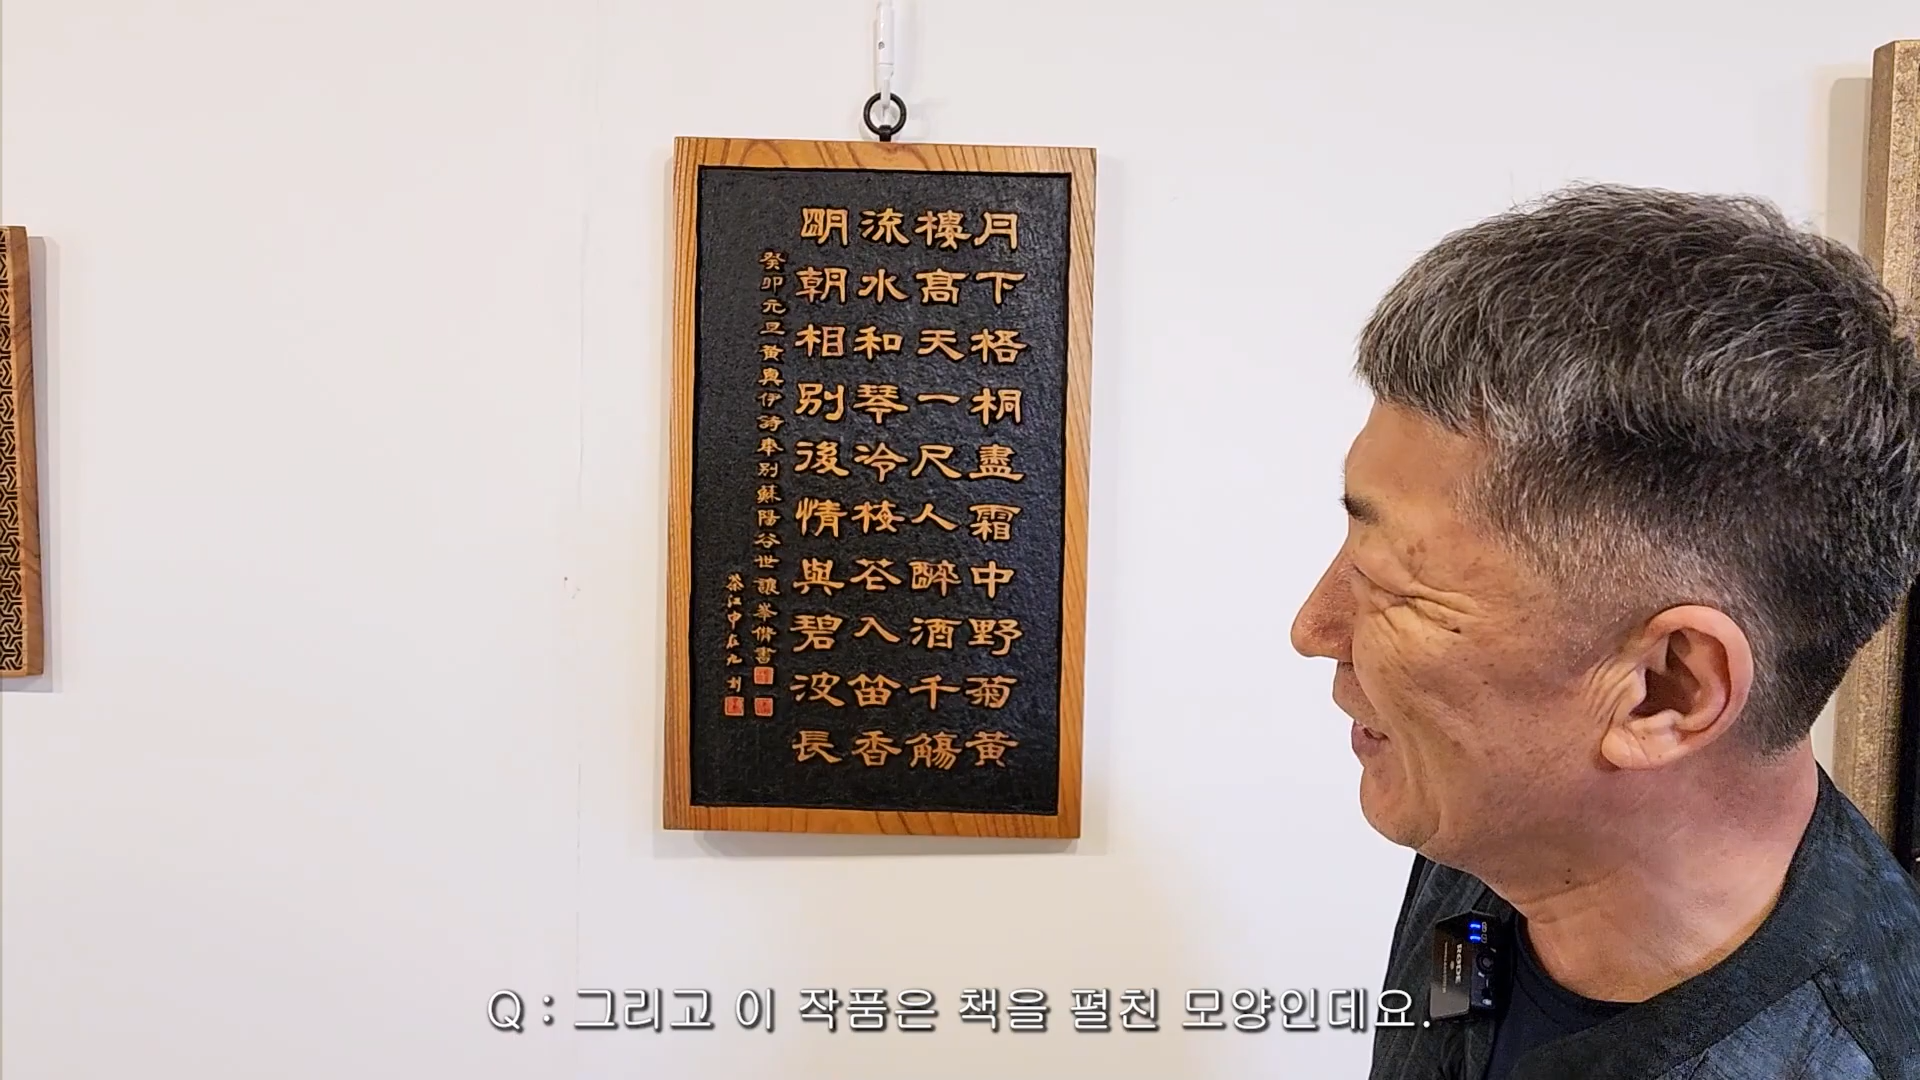 月下梧桐盡霜中野菊黃
樓高天一尺人醉酒千觴
流水和琴冷梅花入笛香
明朝相別後情與碧波長
癸卯元旦黃真伊詩奉別蘇陽谷世讓
茶江申在九刻
RODE
Q : 그리고 이 작품은 책을 펼친 모양인데요.